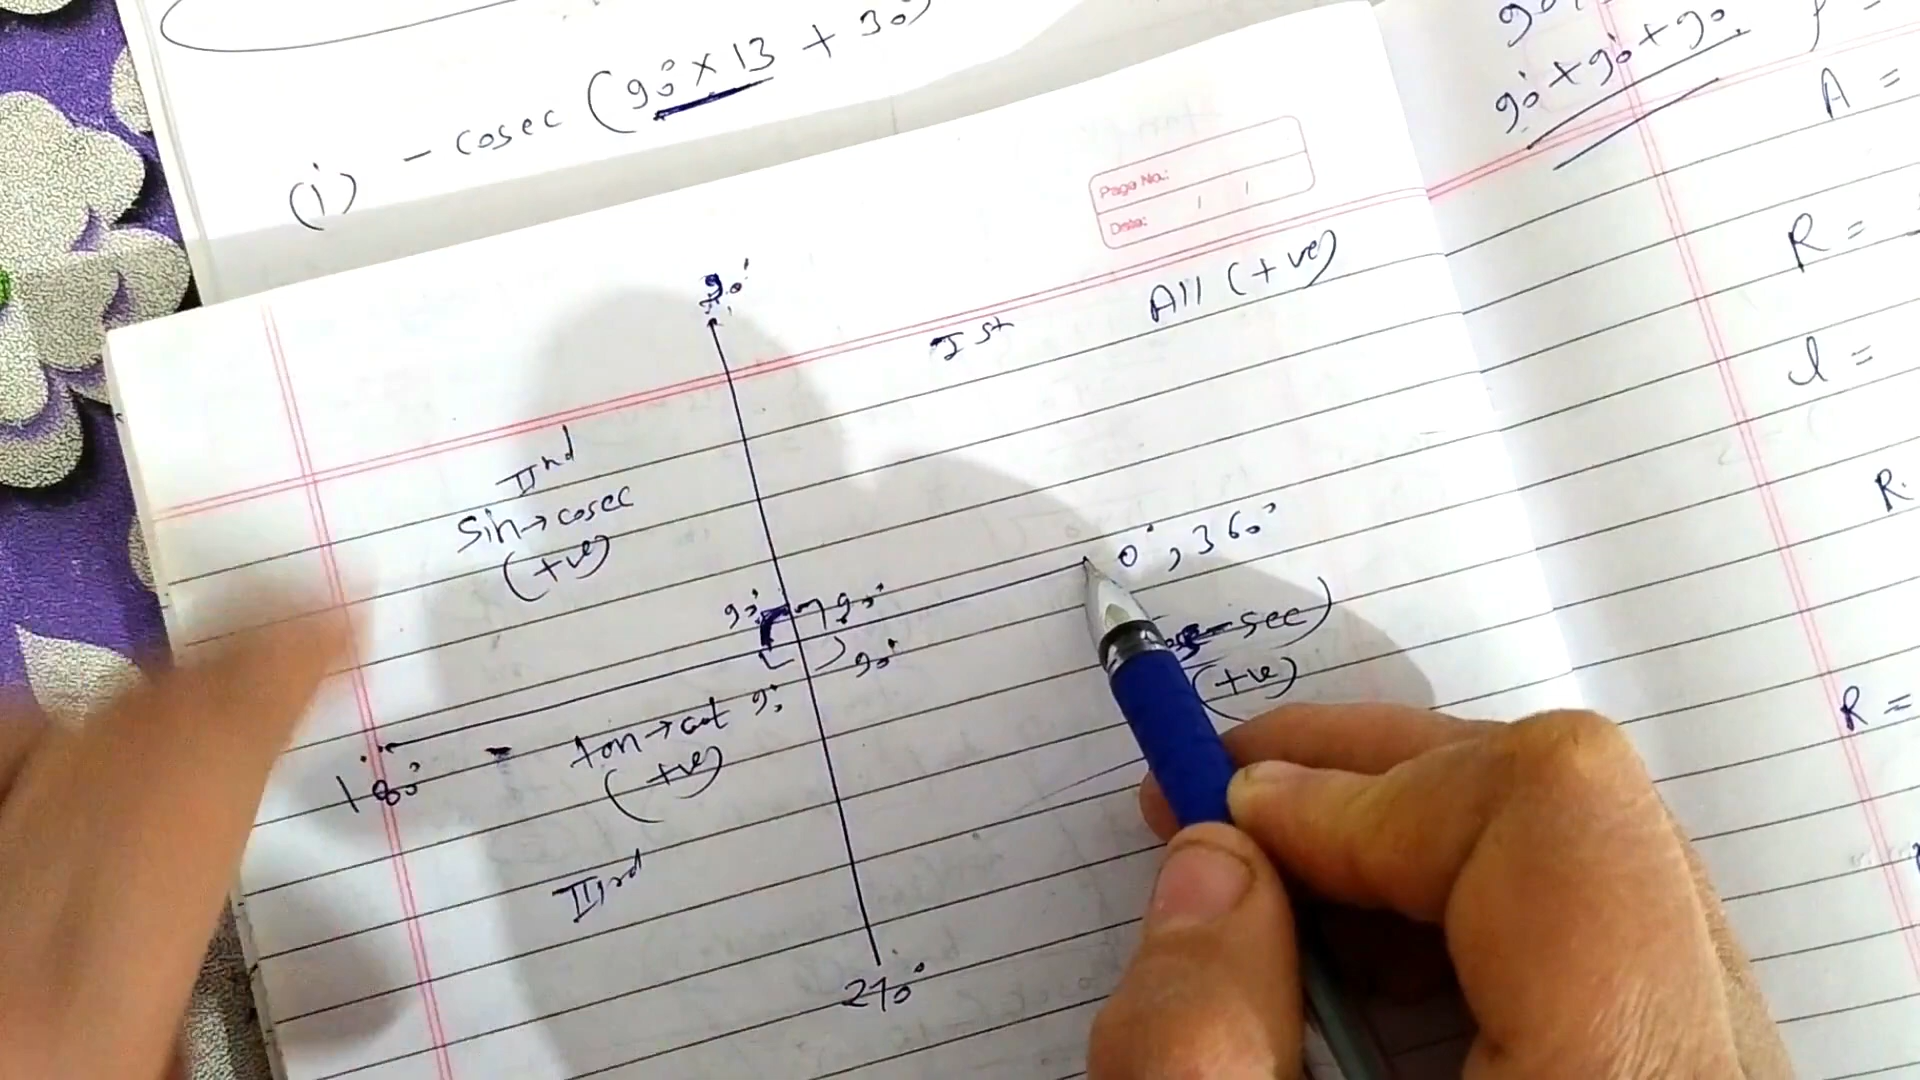 (i) - cosec (90° × 13 + 30)
90° + 90° + 90°
A =
R =
l =
R.
R =
Page No.:
Date: / /
90°
Ist
All (+ve)
IInd
Sin→cosec
(+ve)
0°, 360°
90°
90°
90°
90°
sec
(+ve)
180°
tan→cot
(+ve)
IIIrd
270°